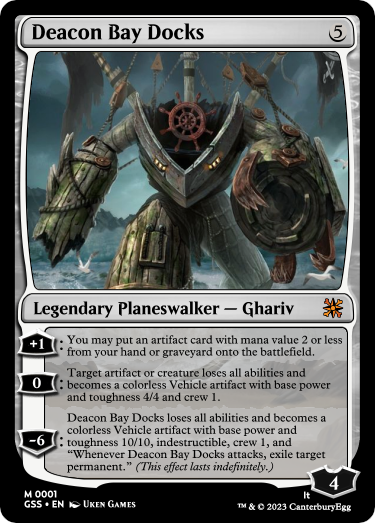 Deacon Bay Docks 5
Legendary Planeswalker — Ghariv
+1 : You may put an artifact card with mana value 2 or less
from your hand or graveyard onto the battlefield.
0 : Target artifact or creature loses all abilities and
becomes a colorless Vehicle artifact with base power
and toughness 4/4 and crew 1.
Deacon Bay Docks loses all abilities and becomes a
colorless Vehicle artifact with base power and
-6 : toughness 10/10, indestructible, crew 1, and
"Whenever Deacon Bay Docks attacks, exile target
permanent." (This effect lasts indefinitely.)
4
It
M 0001
GSS • EN Uken Games
™ & © 2023 CanterburyEgg